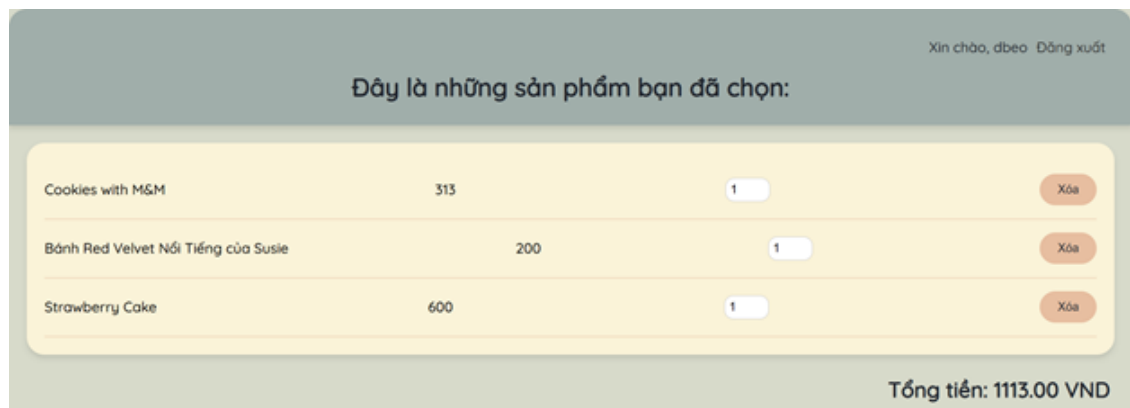 Xin chào, dbeo Đăng xuất
Đây là những sản phẩm bạn đã chọn:
Cookies with M&M 313 1 Xóa
Bánh Red Velvet Nổi Tiếng của Susie 200 1 Xóa
Strawberry Cake 600 1 Xóa
Tổng tiền: 1113.00 VND